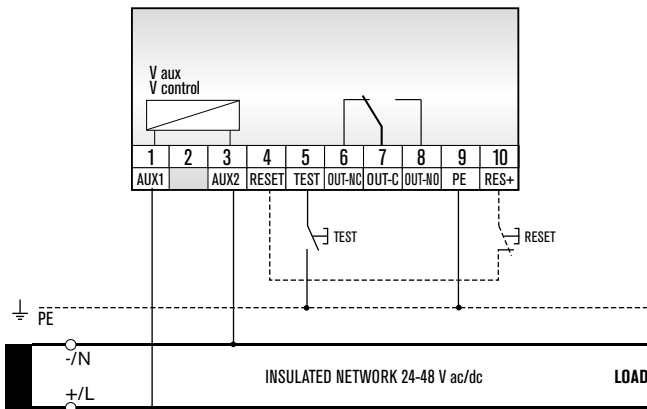 V aux
V control
1 2 3 4 5 6 7 8 9 10
AUX1 AUX2 RESET TEST OUT-NC OUT-C OUT-NO PE RES+
TEST
RESET
PE
-/N
INSULATED NETWORK 24-48 V ac/dc
LOAD
+/L